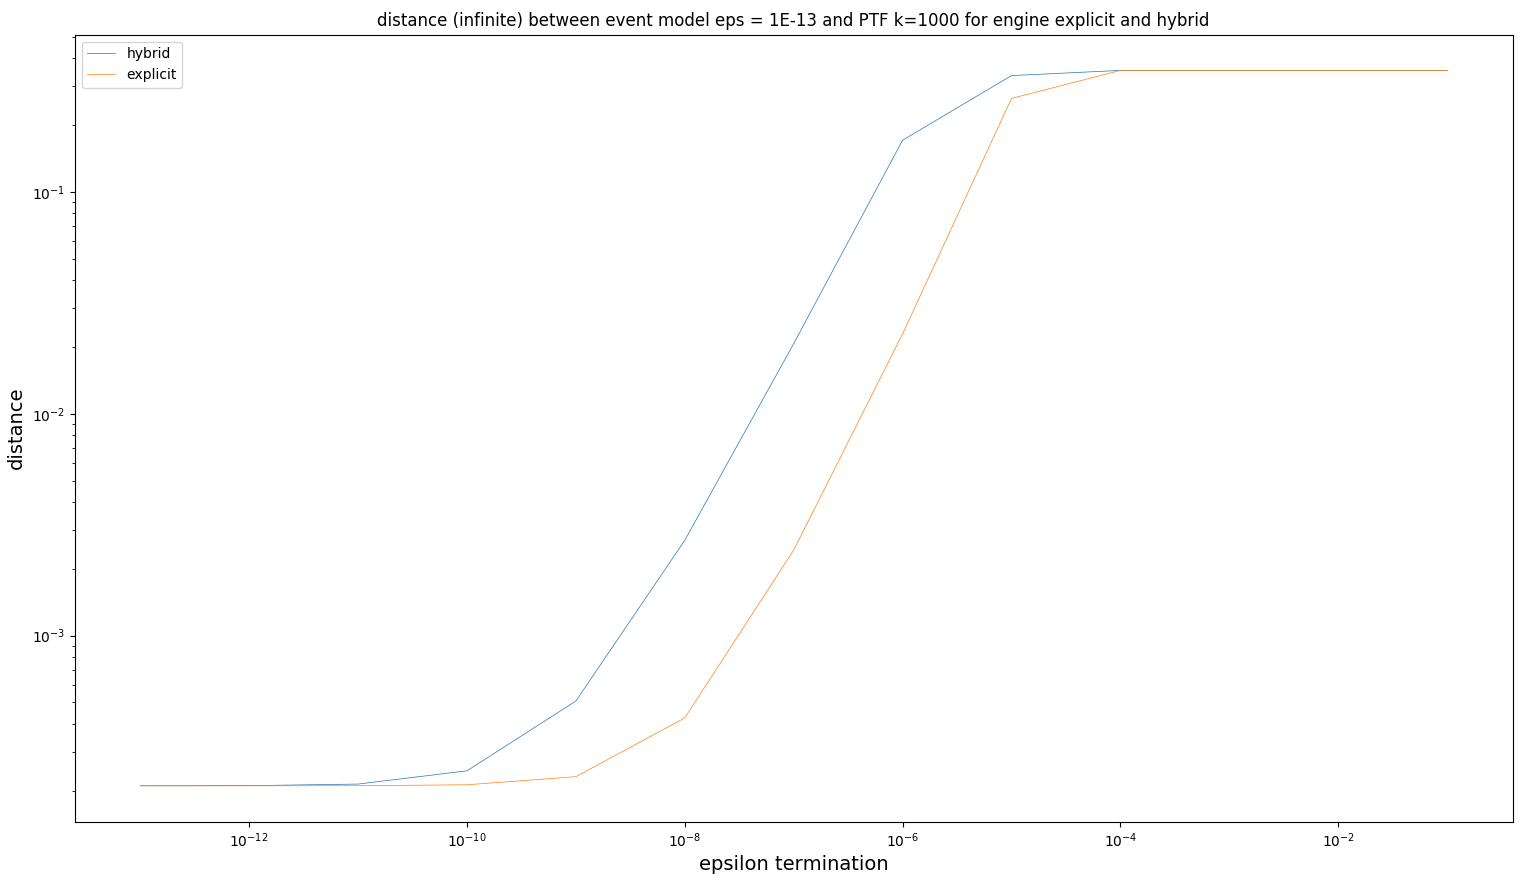 distance (infinite) between event model eps = 1E-13 and PTF k=1000 for engine explicit and hybrid
hybrid
explicit
distance
10⁻¹
10⁻²
10⁻³
10⁻¹² 10⁻¹⁰ 10⁻⁸ 10⁻⁶ 10⁻⁴ 10⁻²
epsilon termination